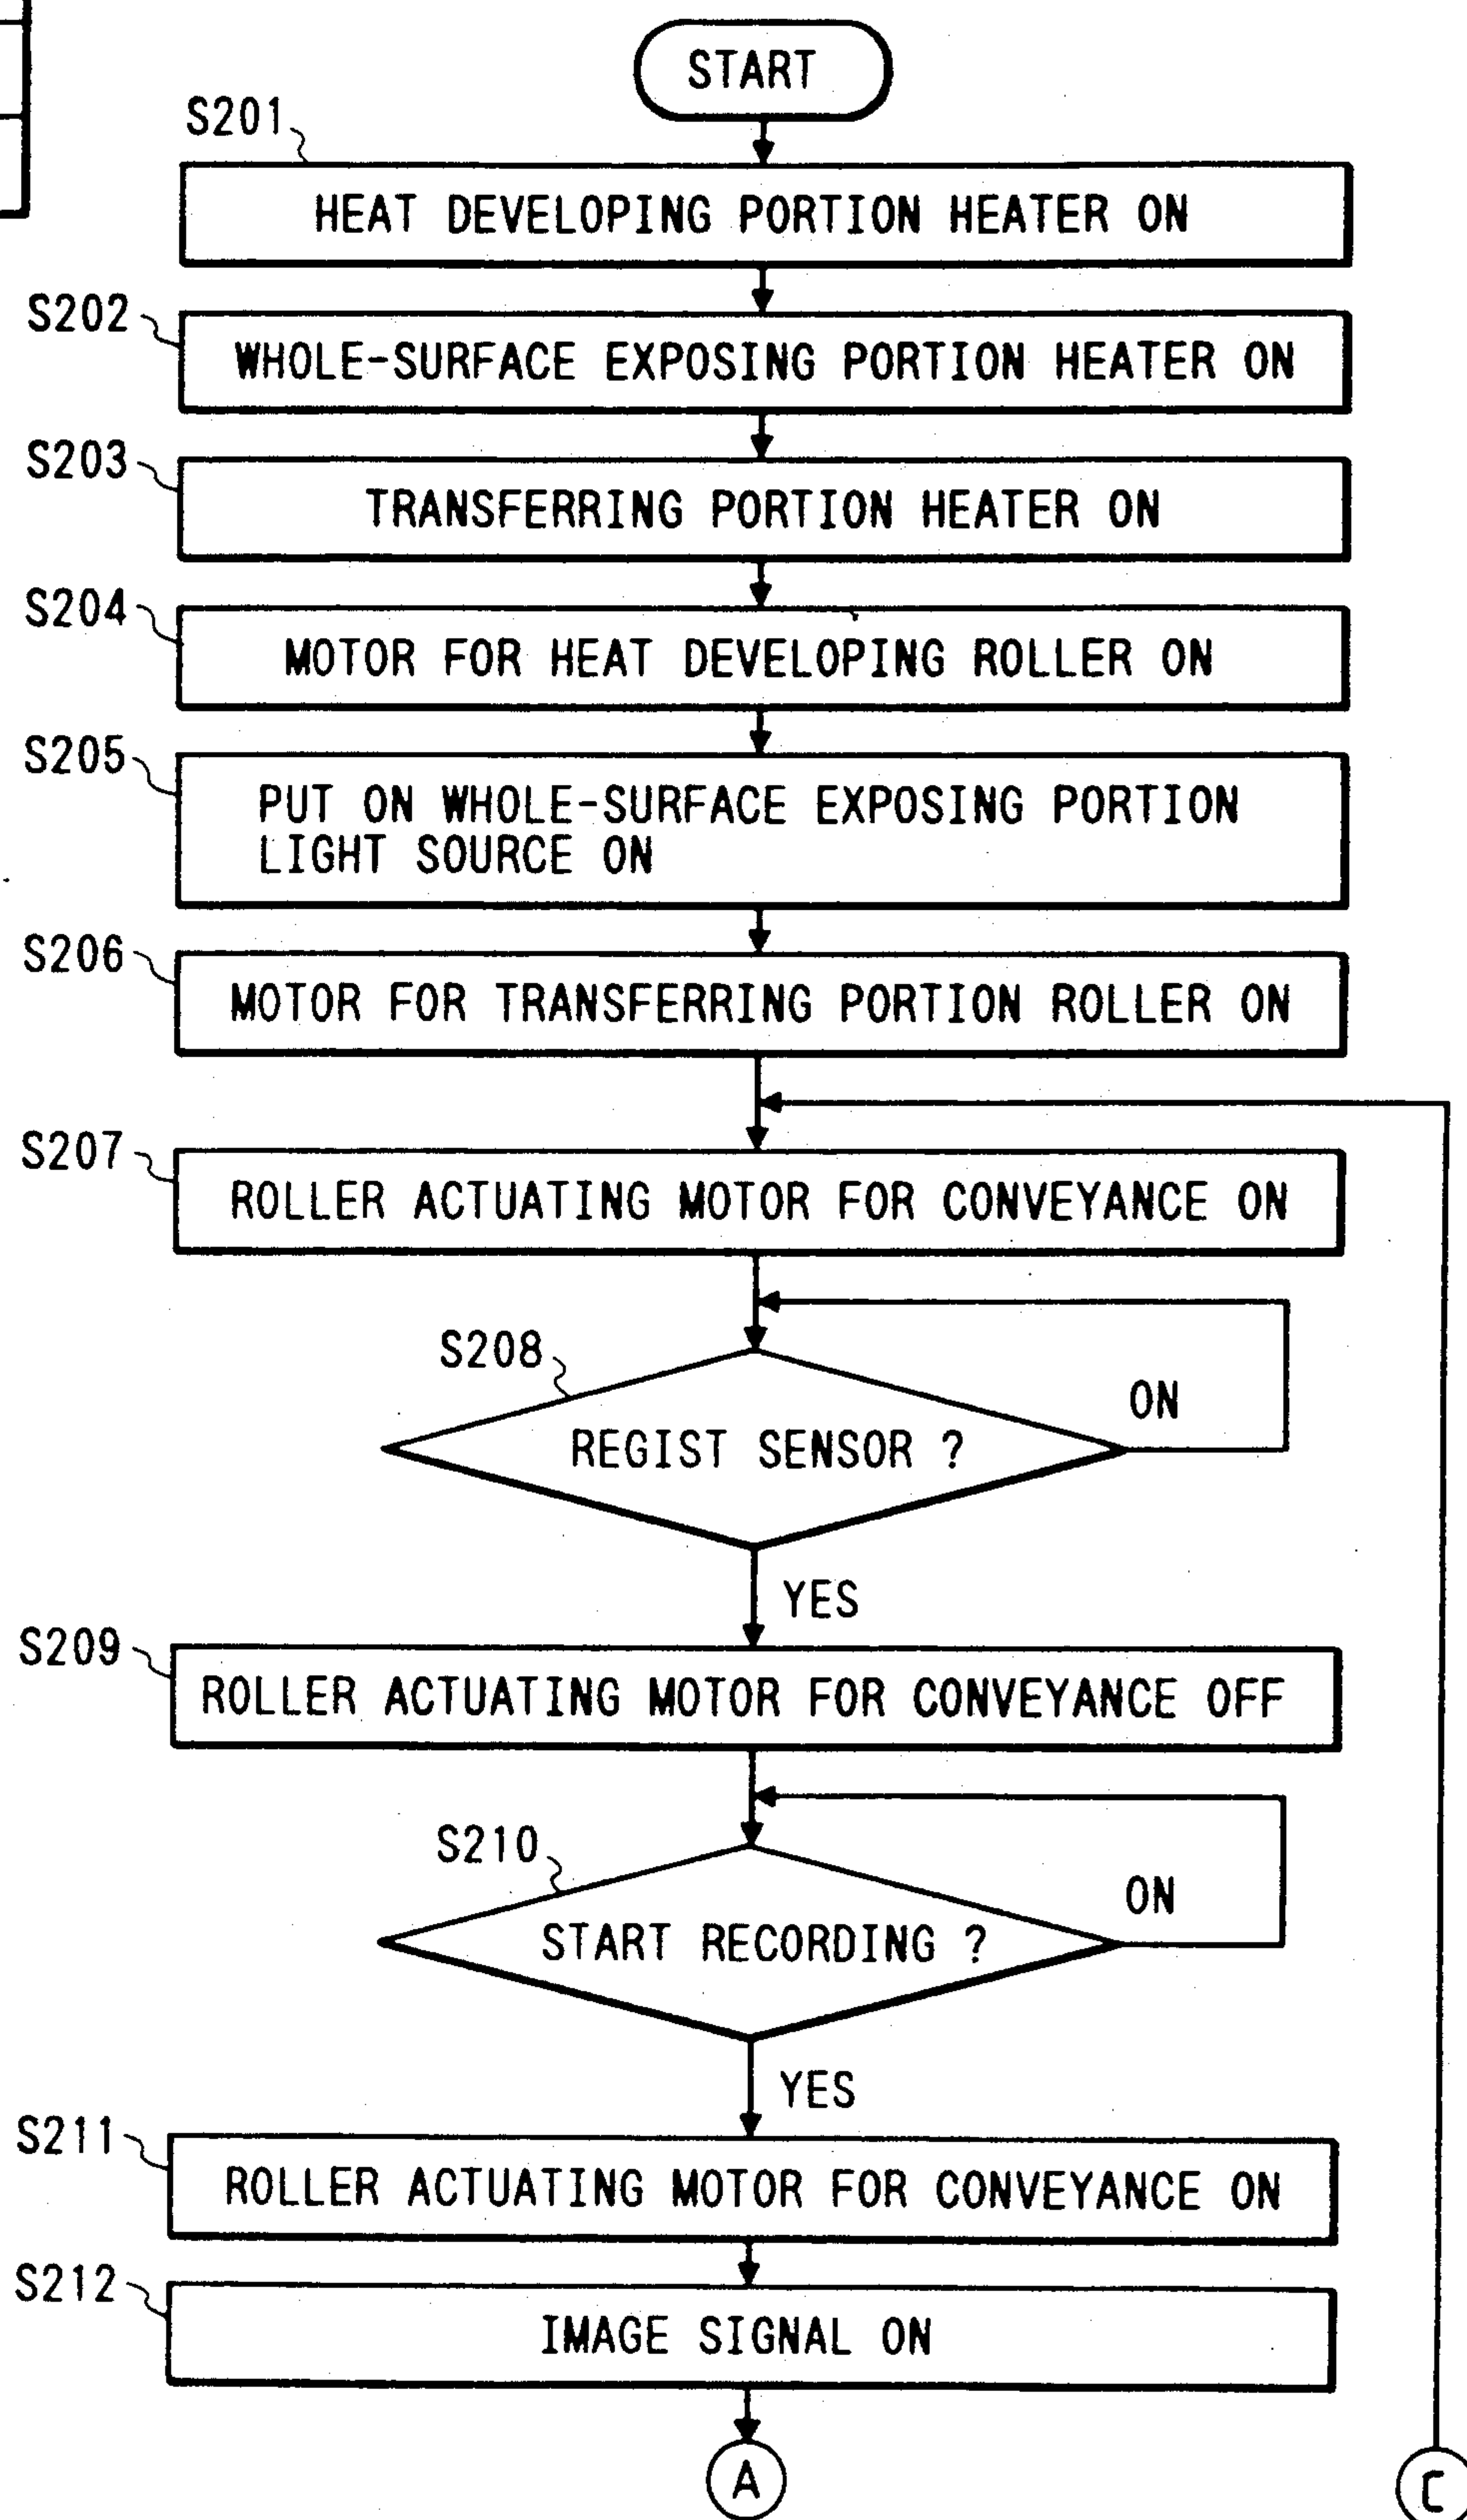 START
S201
HEAT DEVELOPING PORTION HEATER ON
S202
WHOLE-SURFACE EXPOSING PORTION HEATER ON
S203
TRANSFERRING PORTION HEATER ON
S204
MOTOR FOR HEAT DEVELOPING ROLLER ON
S205
PUT ON WHOLE-SURFACE EXPOSING PORTION
LIGHT SOURCE ON
S206
MOTOR FOR TRANSFERRING PORTION ROLLER ON
S207
ROLLER ACTUATING MOTOR FOR CONVEYANCE ON
S208
ON
REGIST SENSOR ?
YES
S209
ROLLER ACTUATING MOTOR FOR CONVEYANCE OFF
S210
ON
START RECORDING ?
YES
S211
ROLLER ACTUATING MOTOR FOR CONVEYANCE ON
S212
IMAGE SIGNAL ON
A
C